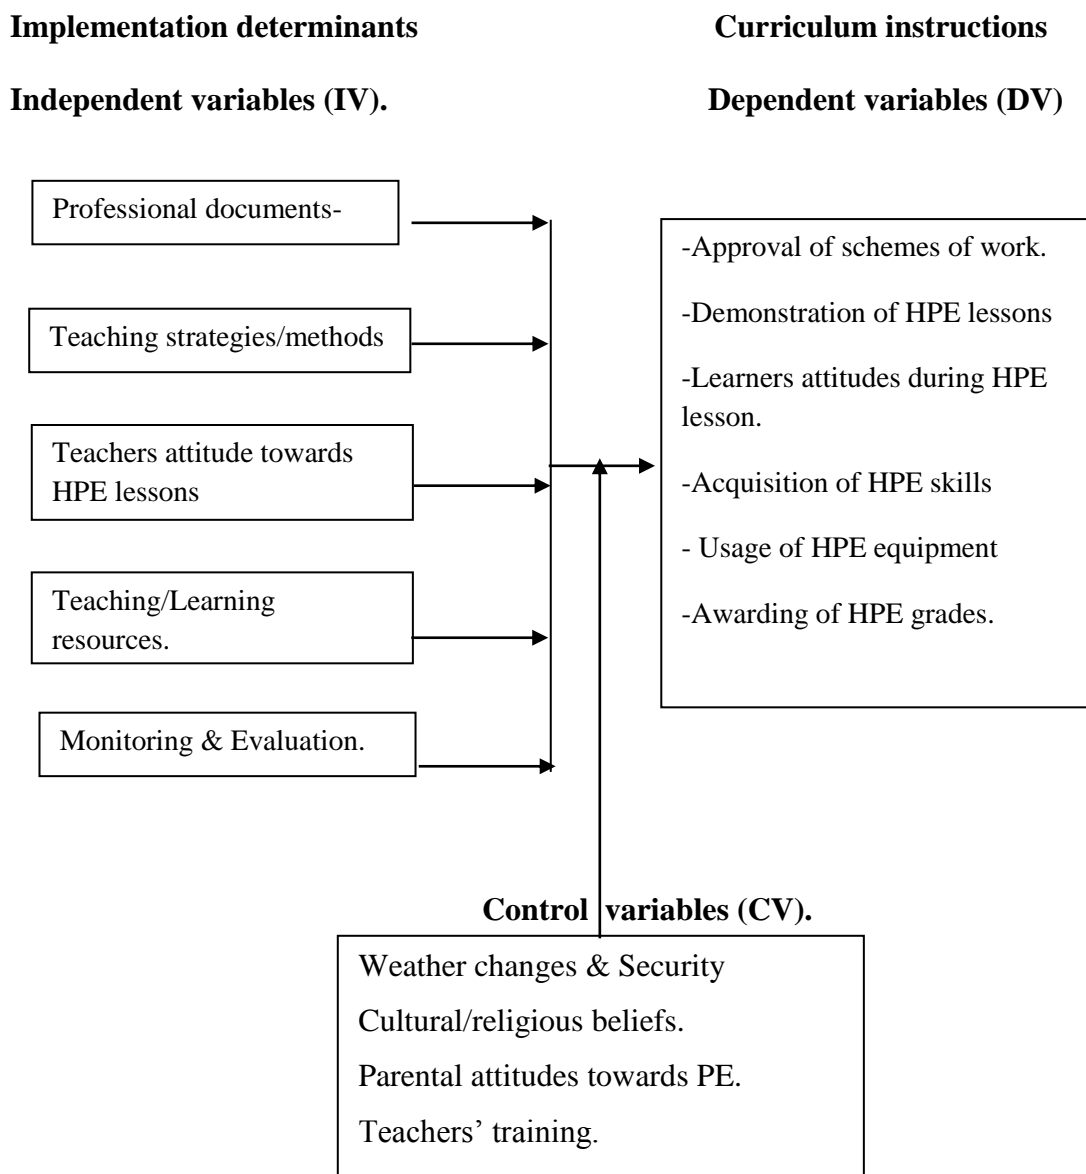 Implementation determinants
Curriculum instructions
Independent variables (IV).
Dependent variables (DV)
Professional documents-
Teaching strategies/methods
Teachers attitude towards
HPE lessons
Teaching/Learning
resources.
Monitoring & Evaluation.
-Approval of schemes of work.
-Demonstration of HPE lessons
-Learners attitudes during HPE
lesson.
-Acquisition of HPE skills
- Usage of HPE equipment
-Awarding of HPE grades.
Control variables (CV).
Weather changes & Security
Cultural/religious beliefs.
Parental attitudes towards PE.
Teachers’ training.